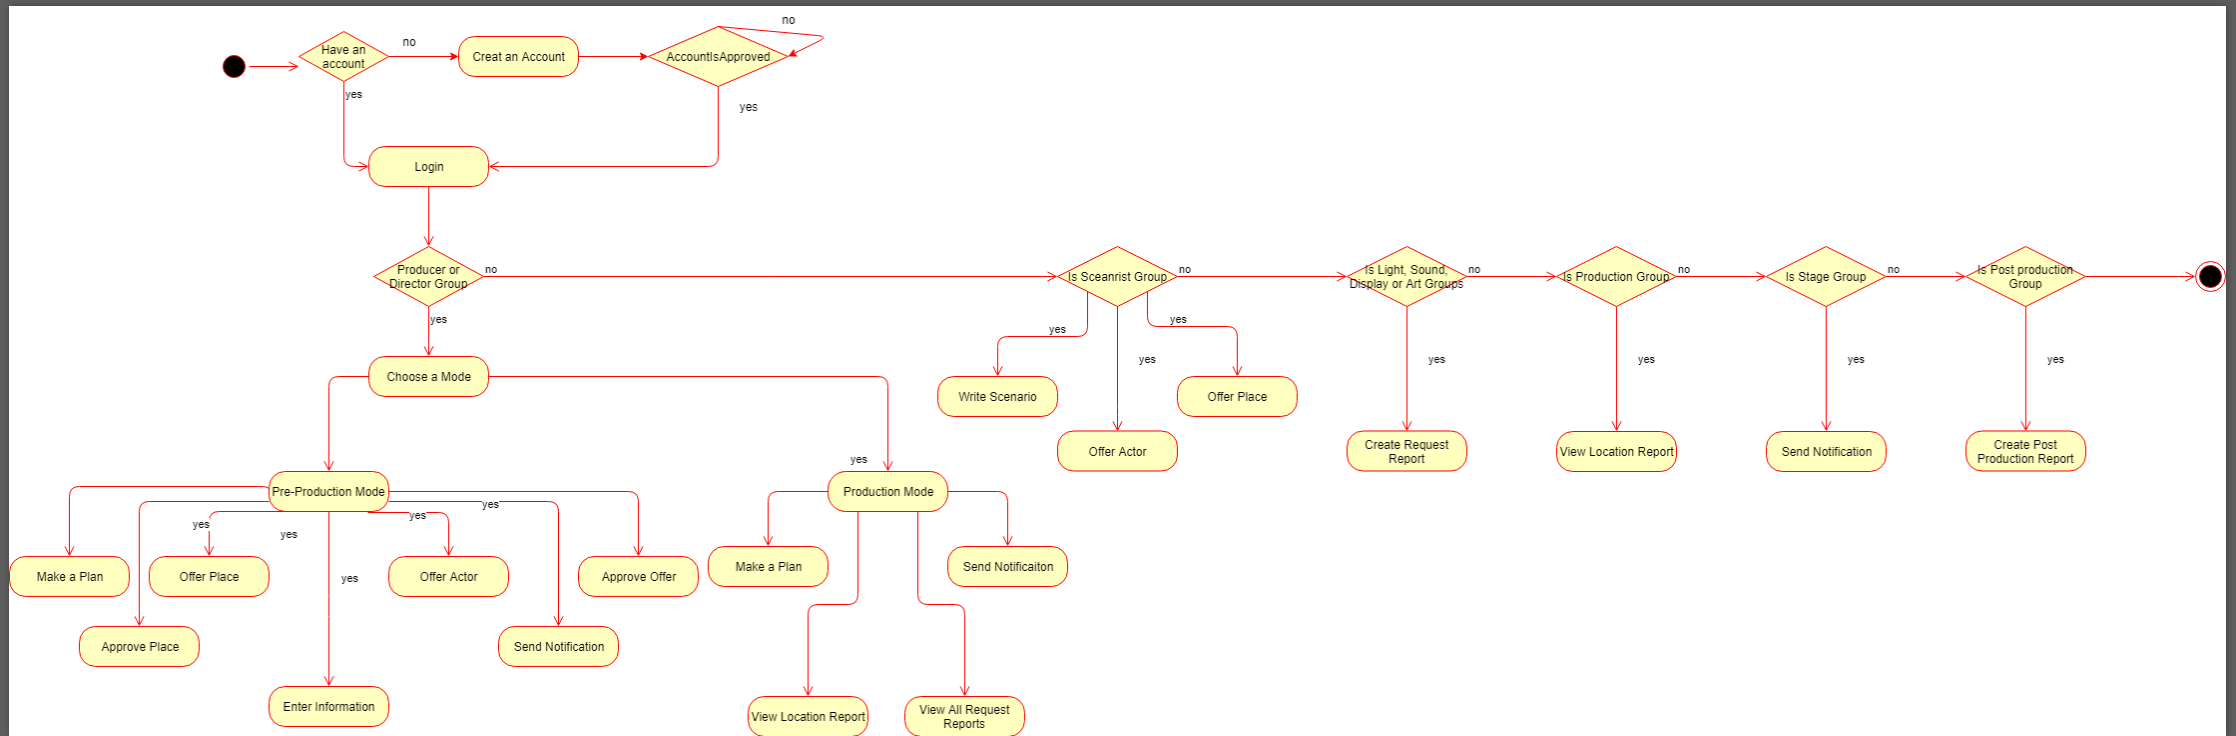 no
Have an
account
no
Creat an Account
AccountIsApproved
yes
yes
Login
Producer or
Director Group
no
Is Sceanrist Group
no
Is Light, Sound,
Display or Art Groups
no
Is Production Group
no
Is Stage Group
no
Is Post production
Group
yes
yes
yes
yes
yes
yes
yes
yes
Choose a Mode
Write Scenario
Offer Place
Offer Actor
Create Request
Report
View Location Report
Send Notification
Create Post
Production Report
yes
Pre-Production Mode
Production Mode
yes
yes
yes
yes
yes
Make a Plan
Offer Place
Offer Actor
Approve Offer
Make a Plan
Send Notificaiton
Approve Place
Send Notification
Enter Information
View Location Report
View All Request
Reports